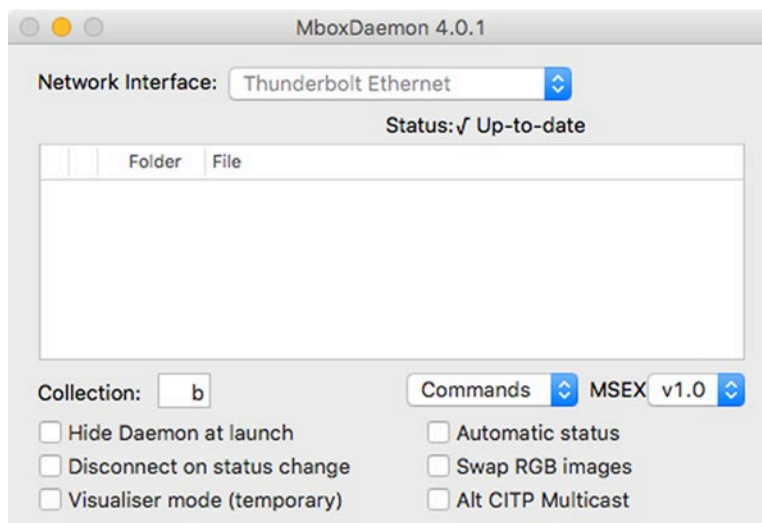 MboxDaemon 4.0.1
Network Interface: Thunderbolt Ethernet
Status:√ Up-to-date
Folder File
Collection: b Commands MSEX v1.0
Hide Daemon at launch Automatic status
Disconnect on status change Swap RGB images
Visualiser mode (temporary) Alt CITP Multicast